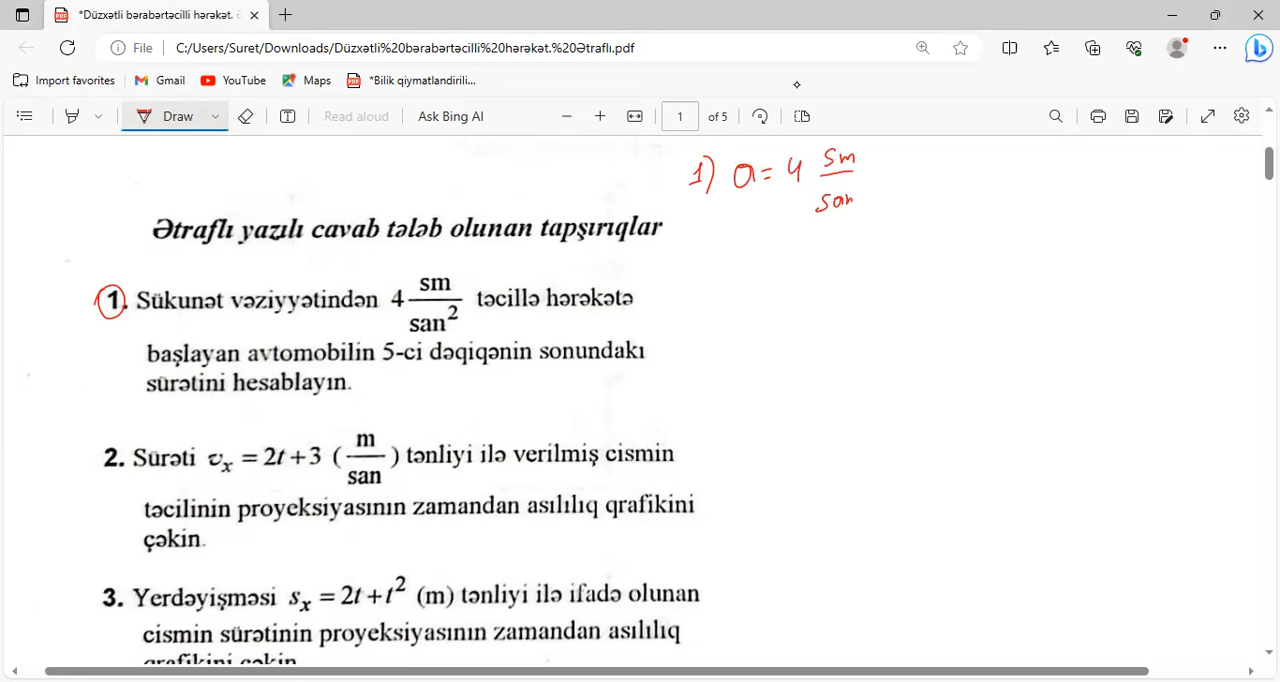 *Düzxətli bərabərtəcilli hərəkət. Ə
File C:/Users/Suret/Downloads/Düzxətli%20bərabərtəcilli%20hərəkət.%20Ətraflı.pdf
Import favorites Gmail YouTube Maps *Bilik qiymatlandirili...
Draw Read aloud Ask Bing AI 1 of 5
1) a = 4 sm/san
Ətraflı yazılı cavab tələb olunan tapşırıqlar
1. Sükunət vəziyyətindən 4 sm/san² təcillə hərəkətə
başlayan avtomobilin 5-ci dəqiqənin sonundakı
sürətini hesablayın.
2. Sürəti vₓ = 2t + 3 (m/san) tənliyi ilə verilmiş cismin
təcilinin proyeksiyasının zamandan asılılıq qrafikini
çəkin.
3. Yerdəyişməsi sₓ = 2t + t² (m) tənliyi ilə ifadə olunan
cismin sürətinin proyeksiyasının zamandan asılılıq
qrafikini çəkin